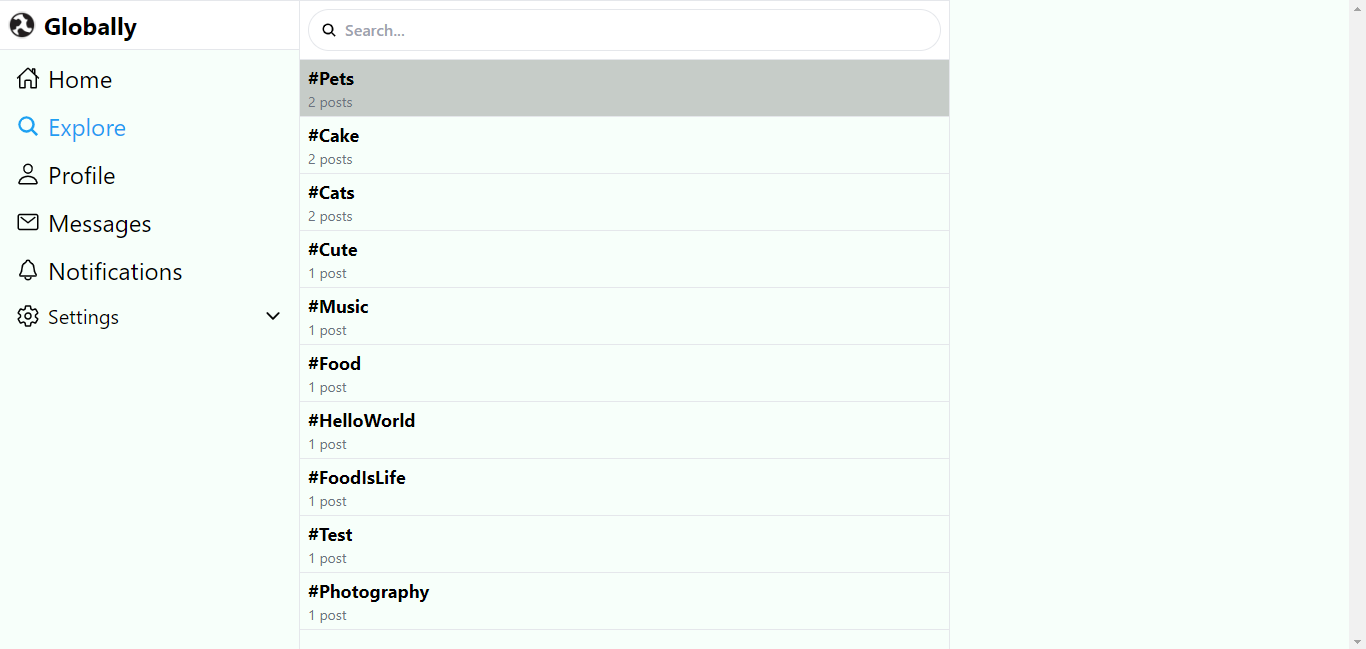 Globally
Home
Explore
Profile
Messages
Notifications
Settings
Search...
#Pets
2 posts
#Cake
2 posts
#Cats
2 posts
#Cute
1 post
#Music
1 post
#Food
1 post
#HelloWorld
1 post
#FoodIsLife
1 post
#Test
1 post
#Photography
1 post